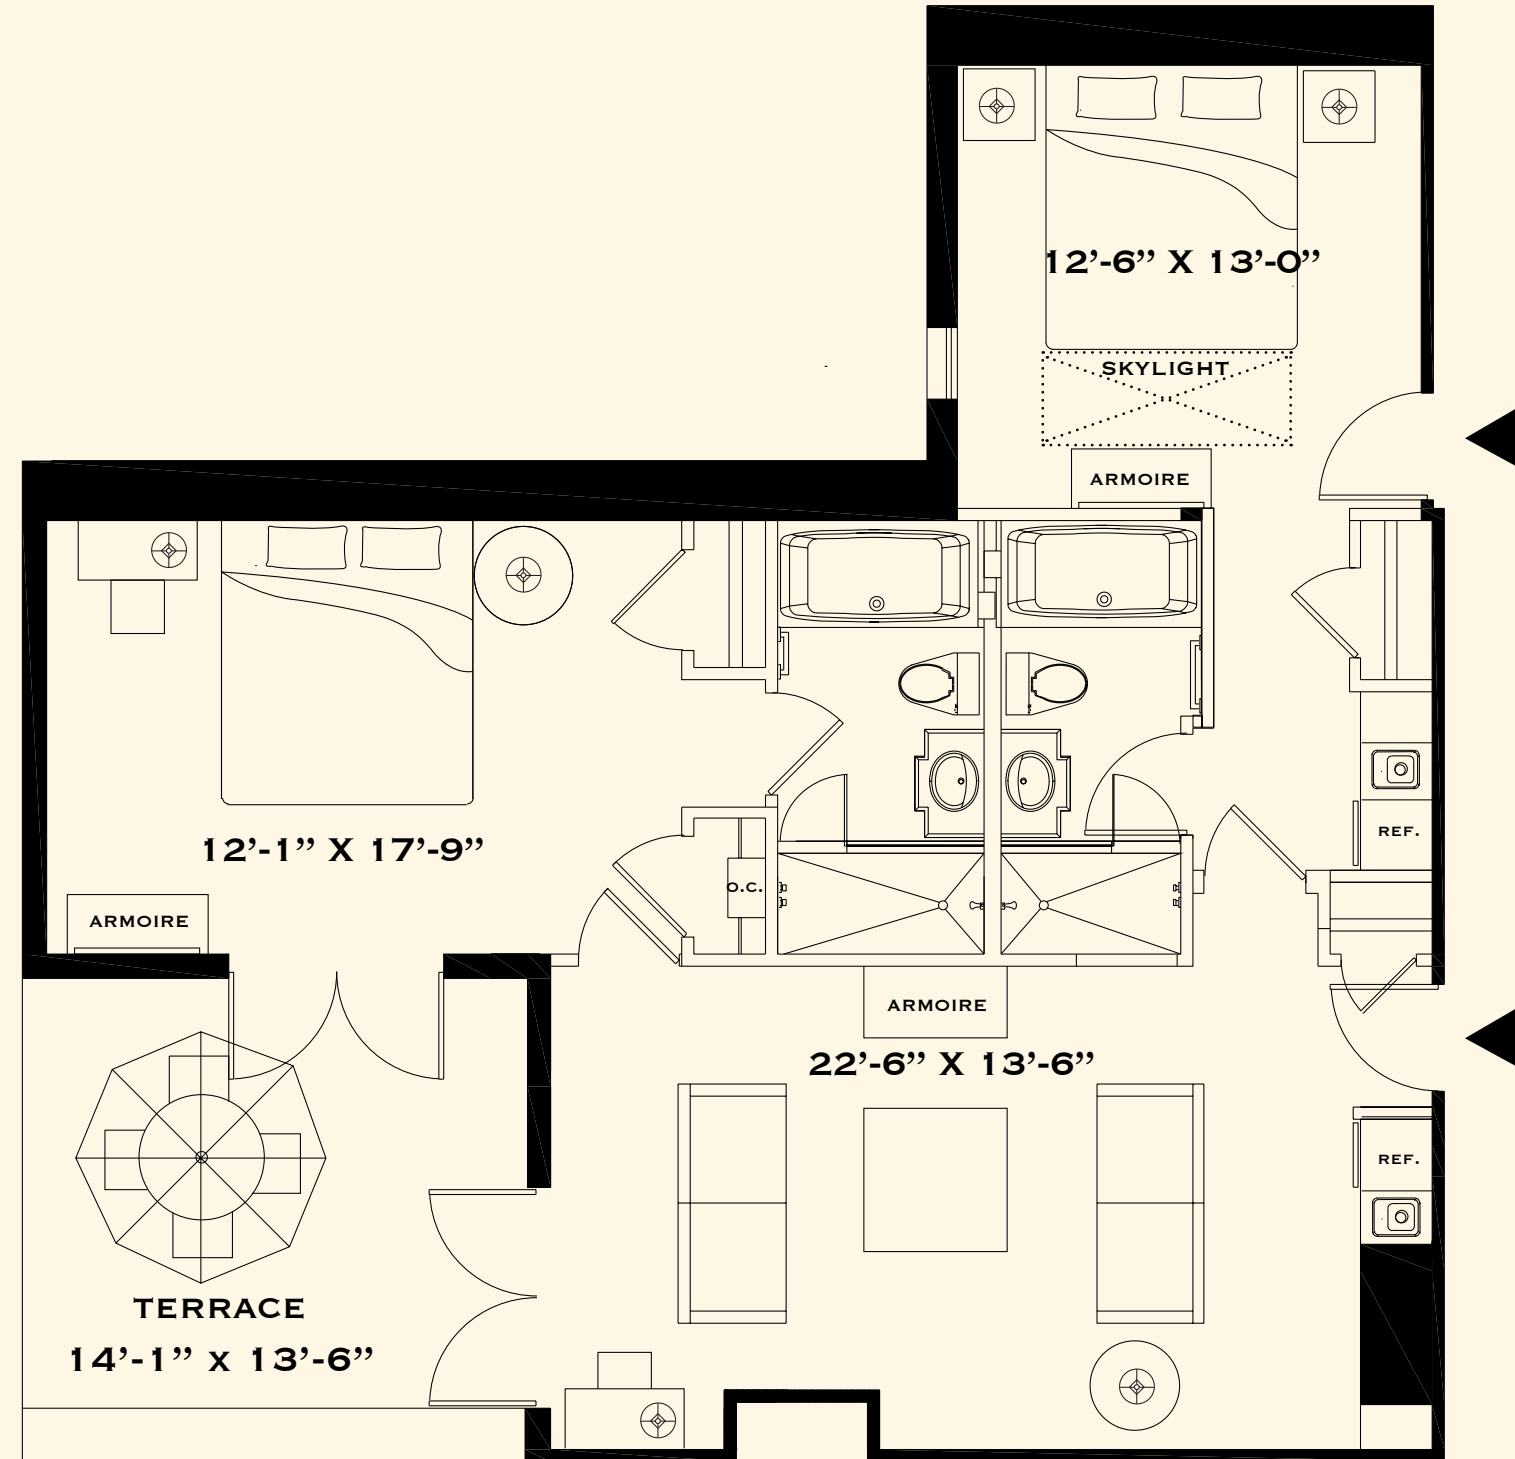 12’-6” X 13’-0”
SKYLIGHT
ARMOIRE
REF.
12’-1” X 17’-9”
O.C.
ARMOIRE
ARMOIRE
22’-6” X 13’-6”
REF.
TERRACE
14’-1” x 13’-6”